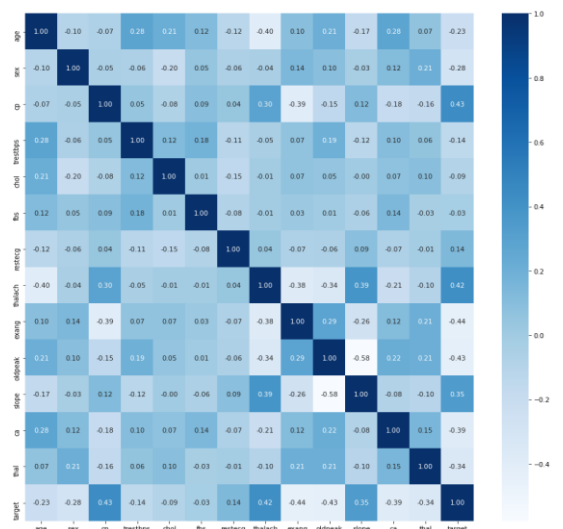 age 1.00 -0.10 -0.07 0.28 0.21 0.12 -0.12 -0.40 0.10 0.21 -0.17 0.28 0.07 -0.23
sex -0.10 1.00 -0.05 -0.06 -0.20 0.05 -0.06 -0.04 0.14 0.10 -0.03 0.12 0.21 -0.28
cp -0.07 -0.05 1.00 0.05 -0.08 0.09 0.04 0.30 -0.39 -0.15 0.12 -0.18 -0.16 0.43
trestbps 0.28 -0.06 0.05 1.00 0.12 0.18 -0.11 -0.05 0.07 0.19 -0.12 0.10 0.06 -0.14
chol 0.21 -0.20 -0.08 0.12 1.00 0.01 -0.15 -0.01 0.07 0.05 -0.00 0.07 0.10 -0.09
fbs 0.12 0.05 0.09 0.18 0.01 1.00 -0.08 -0.01 0.03 0.01 -0.06 0.14 -0.03 -0.03
restecg -0.12 -0.06 0.04 -0.11 -0.15 -0.08 1.00 0.04 -0.07 -0.06 0.09 -0.07 -0.01 0.14
thalach -0.40 -0.04 0.30 -0.05 -0.01 -0.01 0.04 1.00 -0.38 -0.34 0.39 -0.21 -0.10 0.42
exang 0.10 0.14 -0.39 0.07 0.07 0.03 -0.07 -0.38 1.00 0.29 -0.26 0.12 0.21 -0.44
oldpeak 0.21 0.10 -0.15 0.19 0.05 0.01 -0.06 -0.34 0.29 1.00 -0.58 0.22 0.21 -0.43
slope -0.17 -0.03 0.12 -0.12 -0.00 -0.06 0.09 0.39 -0.26 -0.58 1.00 -0.08 -0.10 0.35
ca 0.28 0.12 -0.18 0.10 0.07 0.14 -0.07 -0.21 0.12 0.22 -0.08 1.00 0.15 -0.39
thal 0.07 0.21 -0.16 0.06 0.10 -0.03 -0.01 -0.10 0.21 0.21 -0.10 0.15 1.00 -0.34
target -0.23 -0.28 0.43 -0.14 -0.09 -0.03 0.14 0.42 -0.44 -0.43 0.35 -0.39 -0.34 1.00
age sex cp trestbps chol fbs restecg thalach exang oldpeak slope ca thal target
1.0
0.8
0.6
0.4
0.2
0.0
-0.2
-0.4